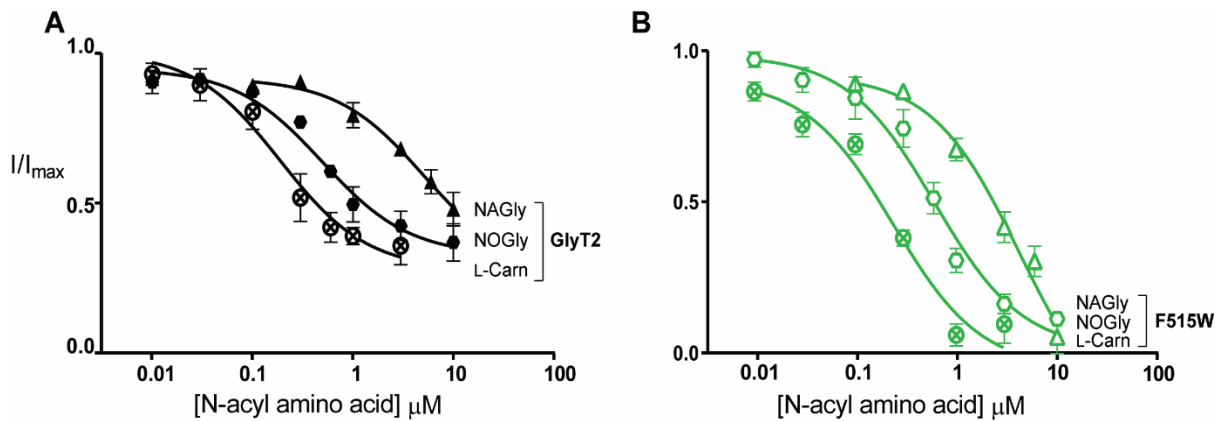 A
1.0
I/Imax
0.5
0.0
NAGly
NOGly
L-Carn
GlyT2
0.01 0.1 1 10 100
[N-acyl amino acid] μM
B
1.0
0.5
0.0
NAGly
NOGly
L-Carn
F515W
0.01 0.1 1 10 100
[N-acyl amino acid] μM